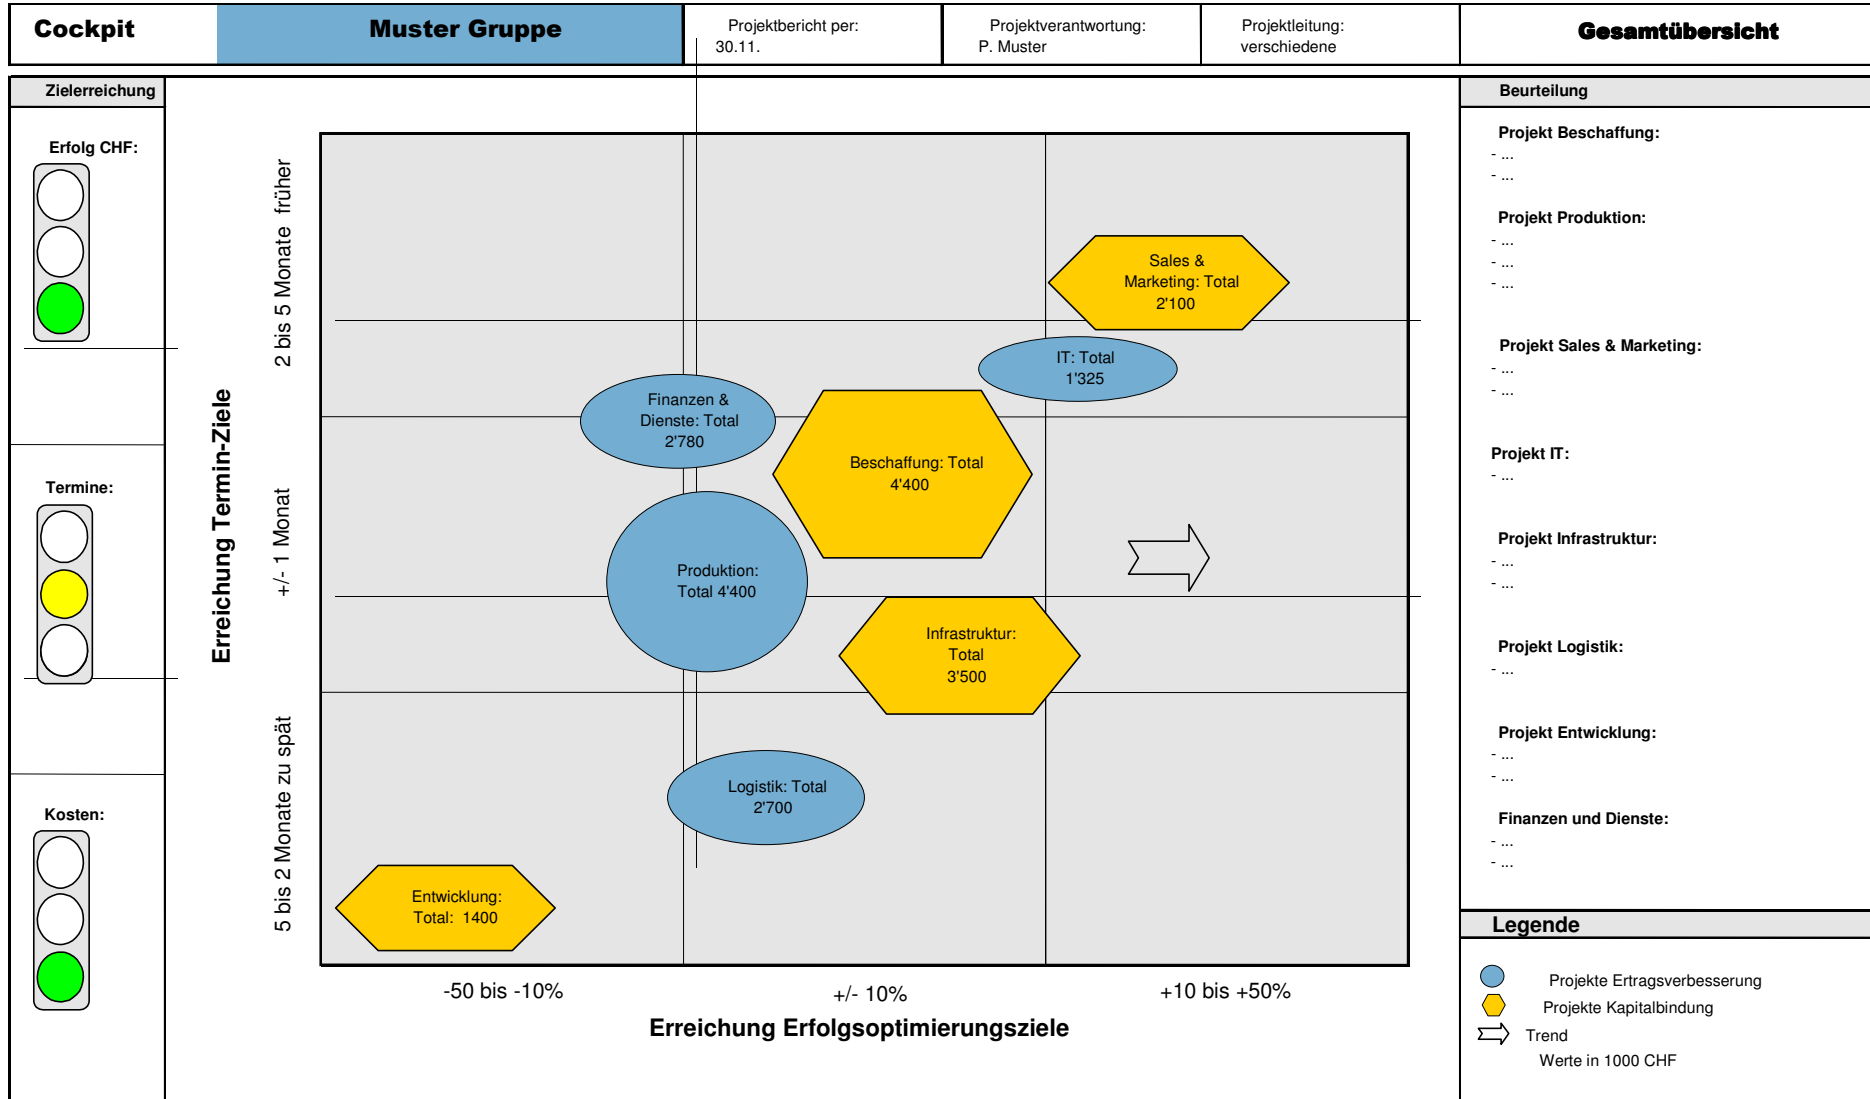 Cockpit
Muster Gruppe
Projektbericht per:
30.11.
Projektverantwortung:
P. Muster
Projektleitung:
verschiedene
Gesamtübersicht
Zielerreichung
Erfolg CHF:
Termine:
Kosten:
Erreichung Termin-Ziele
2 bis 5 Monate  früher
+/- 1 Monat
5 bis 2 Monate zu spät
Sales &
Marketing: Total
2'100
IT: Total
1'325
Finanzen &
Dienste: Total
2'780
Beschaffung: Total
4'400
Produktion:
Total 4'400
Infrastruktur:
Total
3'500
Logistik: Total
2'700
Entwicklung:
Total:  1400
-50 bis -10%
+/- 10%
+10 bis +50%
Erreichung Erfolgsoptimierungsziele
Beurteilung
Projekt Beschaffung:
- ...
- ...
Projekt Produktion:
- ...
- ...
- ...
Projekt Sales & Marketing:
- ...
- ...
Projekt IT:
- ...
Projekt Infrastruktur:
- ...
- ...
Projekt Logistik:
- ...
Projekt Entwicklung:
- ...
- ...
Finanzen und Dienste:
- ...
- ...
Legende
Projekte Ertragsverbesserung
Projekte Kapitalbindung
Trend
Werte in 1000 CHF